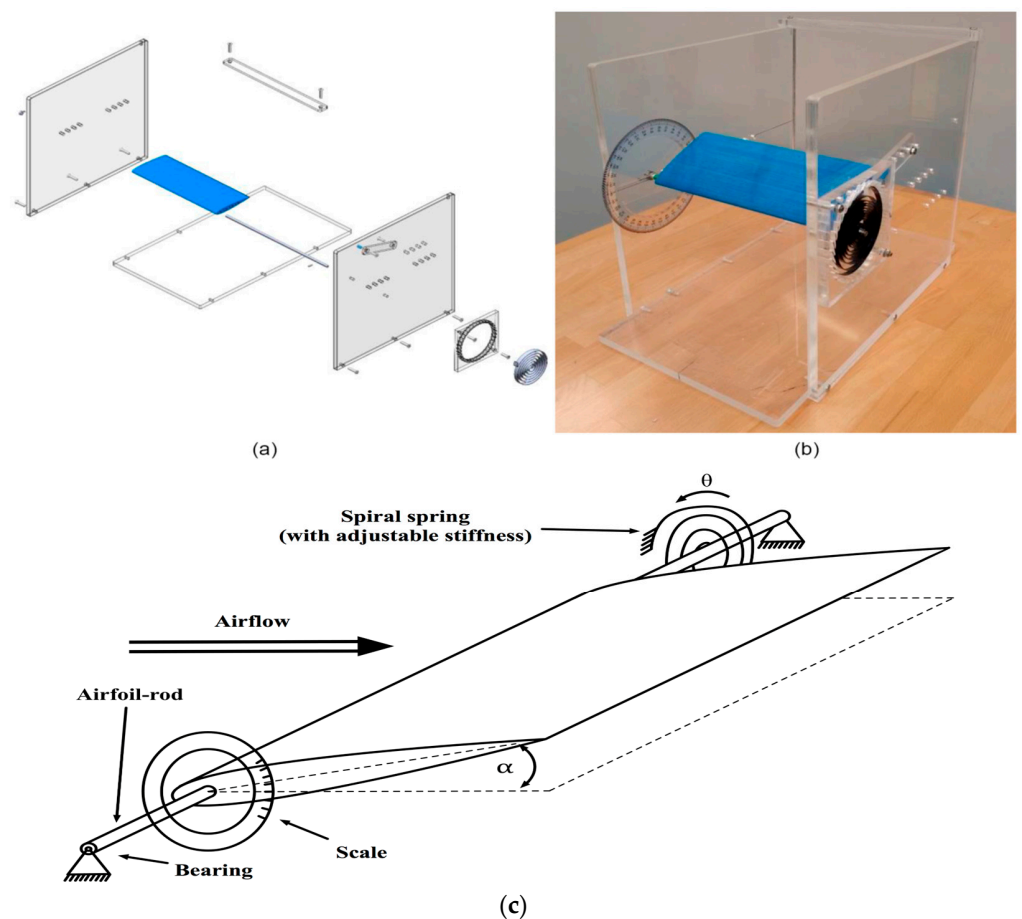 (a)
(b)
θ
Spiral spring
(with adjustable stiffness)
Airflow
Airfoil-rod
α
Scale
Bearing
(c)